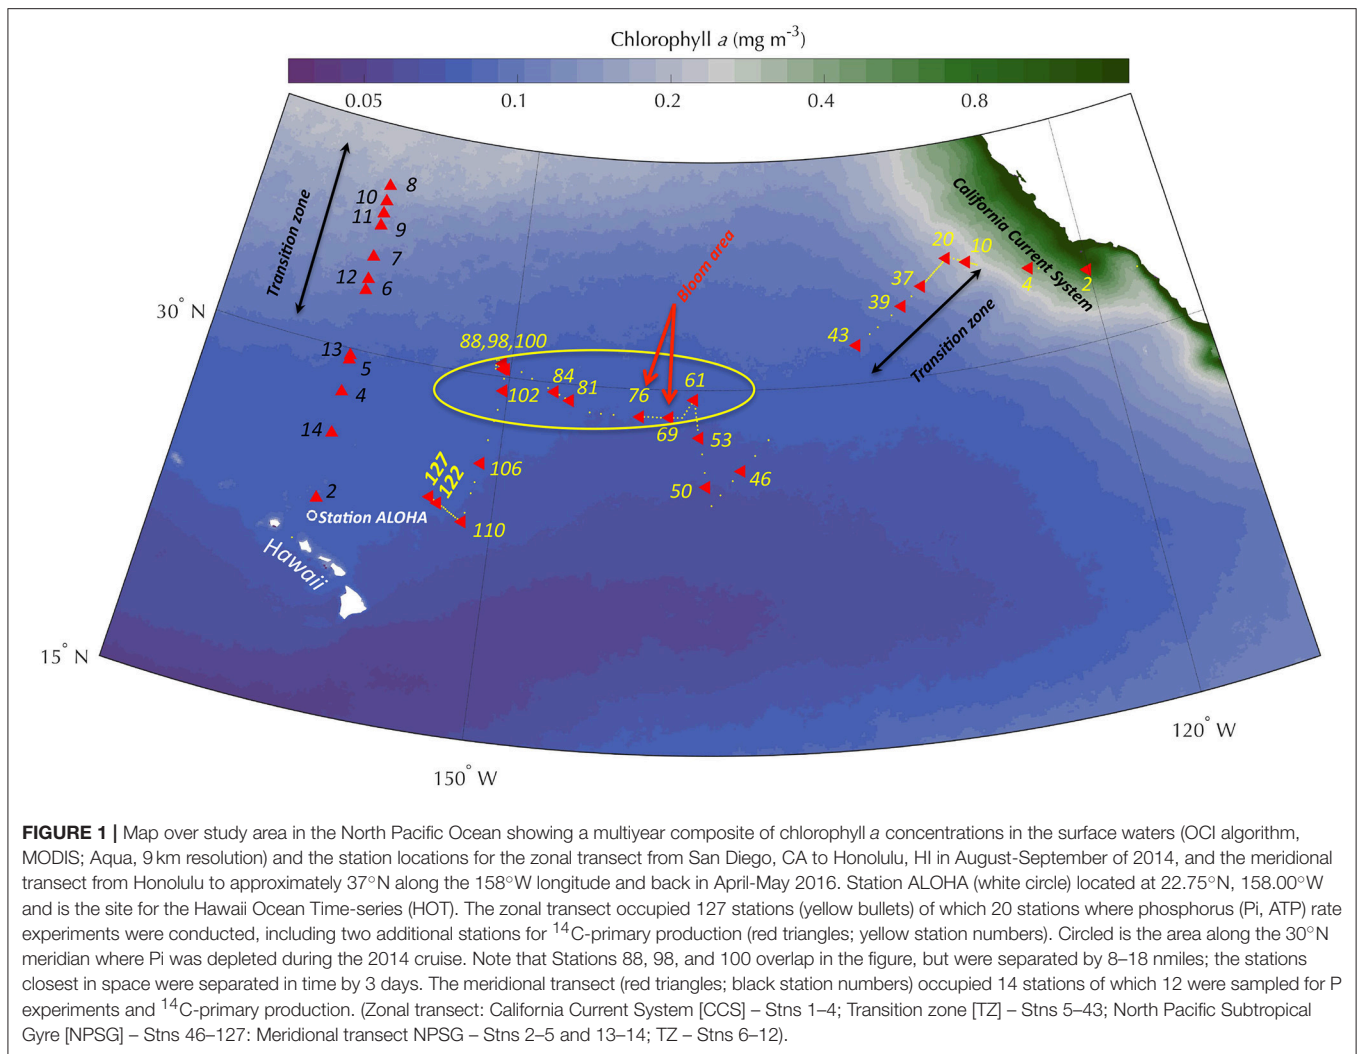 Chlorophyll a (mg m-3)
0.05 0.1 0.2 0.4 0.8
Transition zone
8
10
11
9
7
12
6
30° N
13
5
4
14
2
Station ALOHA
Hawaii
15° N
150° W
120° W
88,98,100
102
84
81
76
69
61
53
50
46
106
127
122
110
Bloom area
43
39
37
20
10
4
2
California Current System
Transition zone
FIGURE 1 | Map over study area in the North Pacific Ocean showing a multiyear composite of chlorophyll a concentrations in the surface waters (OCI algorithm,
MODIS; Aqua, 9 km resolution) and the station locations for the zonal transect from San Diego, CA to Honolulu, HI in August-September of 2014, and the meridional
transect from Honolulu to approximately 37°N along the 158°W longitude and back in April-May 2016. Station ALOHA (white circle) located at 22.75°N, 158.00°W
and is the site for the Hawaii Ocean Time-series (HOT). The zonal transect occupied 127 stations (yellow bullets) of which 20 stations where phosphorus (Pi, ATP) rate
experiments were conducted, including two additional stations for 14C-primary production (red triangles; yellow station numbers). Circled is the area along the 30°N
meridian where Pi was depleted during the 2014 cruise. Note that Stations 88, 98, and 100 overlap in the figure, but were separated by 8–18 nmiles; the stations
closest in space were separated in time by 3 days. The meridional transect (red triangles; black station numbers) occupied 14 stations of which 12 were sampled for P
experiments and 14C-primary production. (Zonal transect: California Current System [CCS] – Stns 1–4; Transition zone [TZ] – Stns 5–43; North Pacific Subtropical
Gyre [NPSG] – Stns 46–127: Meridional transect NPSG – Stns 2–5 and 13–14; TZ – Stns 6–12).